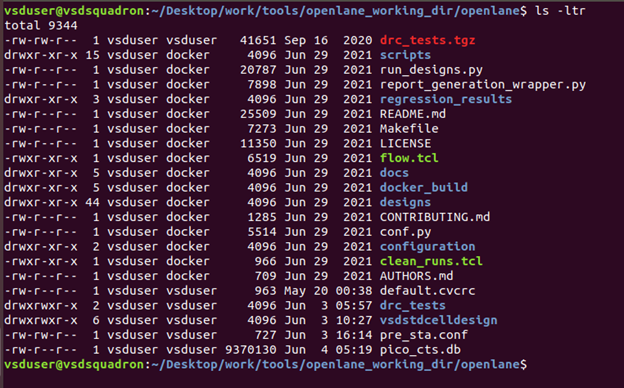 vsduser@vsdsquadron:~/Desktop/work/tools/openlane_working_dir/openlane$ ls -ltr
total 9344
-rw-rw-r-- 1 vsduser vsduser 41651 Sep 16 2020 drc_tests.tgz
drwxr-xr-x 15 vsduser docker 4096 Jun 29 2021 scripts
-rw-r--r-- 1 vsduser docker 20787 Jun 29 2021 run_designs.py
-rw-r--r-- 1 vsduser docker 7898 Jun 29 2021 report_generation_wrapper.py
drwxr-xr-x 3 vsduser docker 4096 Jun 29 2021 regression_results
-rw-r--r-- 1 vsduser docker 25509 Jun 29 2021 README.md
-rw-r--r-- 1 vsduser docker 7273 Jun 29 2021 Makefile
-rw-r--r-- 1 vsduser docker 11350 Jun 29 2021 LICENSE
-rwxr-xr-x 1 vsduser docker 6519 Jun 29 2021 flow.tcl
drwxr-xr-x 5 vsduser docker 4096 Jun 29 2021 docs
drwxr-xr-x 5 vsduser docker 4096 Jun 29 2021 docker_build
drwxr-xr-x 44 vsduser docker 4096 Jun 29 2021 designs
-rw-r--r-- 1 vsduser docker 1285 Jun 29 2021 CONTRIBUTING.md
-rw-r--r-- 1 vsduser docker 5514 Jun 29 2021 conf.py
drwxr-xr-x 2 vsduser docker 4096 Jun 29 2021 configuration
-rwxr-xr-x 1 vsduser docker 966 Jun 29 2021 clean_runs.tcl
-rw-r--r-- 1 vsduser docker 709 Jun 29 2021 AUTHORS.md
-rw-r--r-- 1 vsduser vsduser 963 May 20 00:38 default.cvcrc
drwxrwxr-x 2 vsduser vsduser 4096 Jun 3 05:57 drc_tests
drwxrwxr-x 6 vsduser vsduser 4096 Jun 3 10:27 vsdstdcelldesign
-rw-rw-r-- 1 vsduser vsduser 727 Jun 3 16:14 pre_sta.conf
-rw-r--r-- 1 vsduser vsduser 9370130 Jun 4 05:19 pico_cts.db
vsduser@vsdsquadron:~/Desktop/work/tools/openlane_working_dir/openlane$